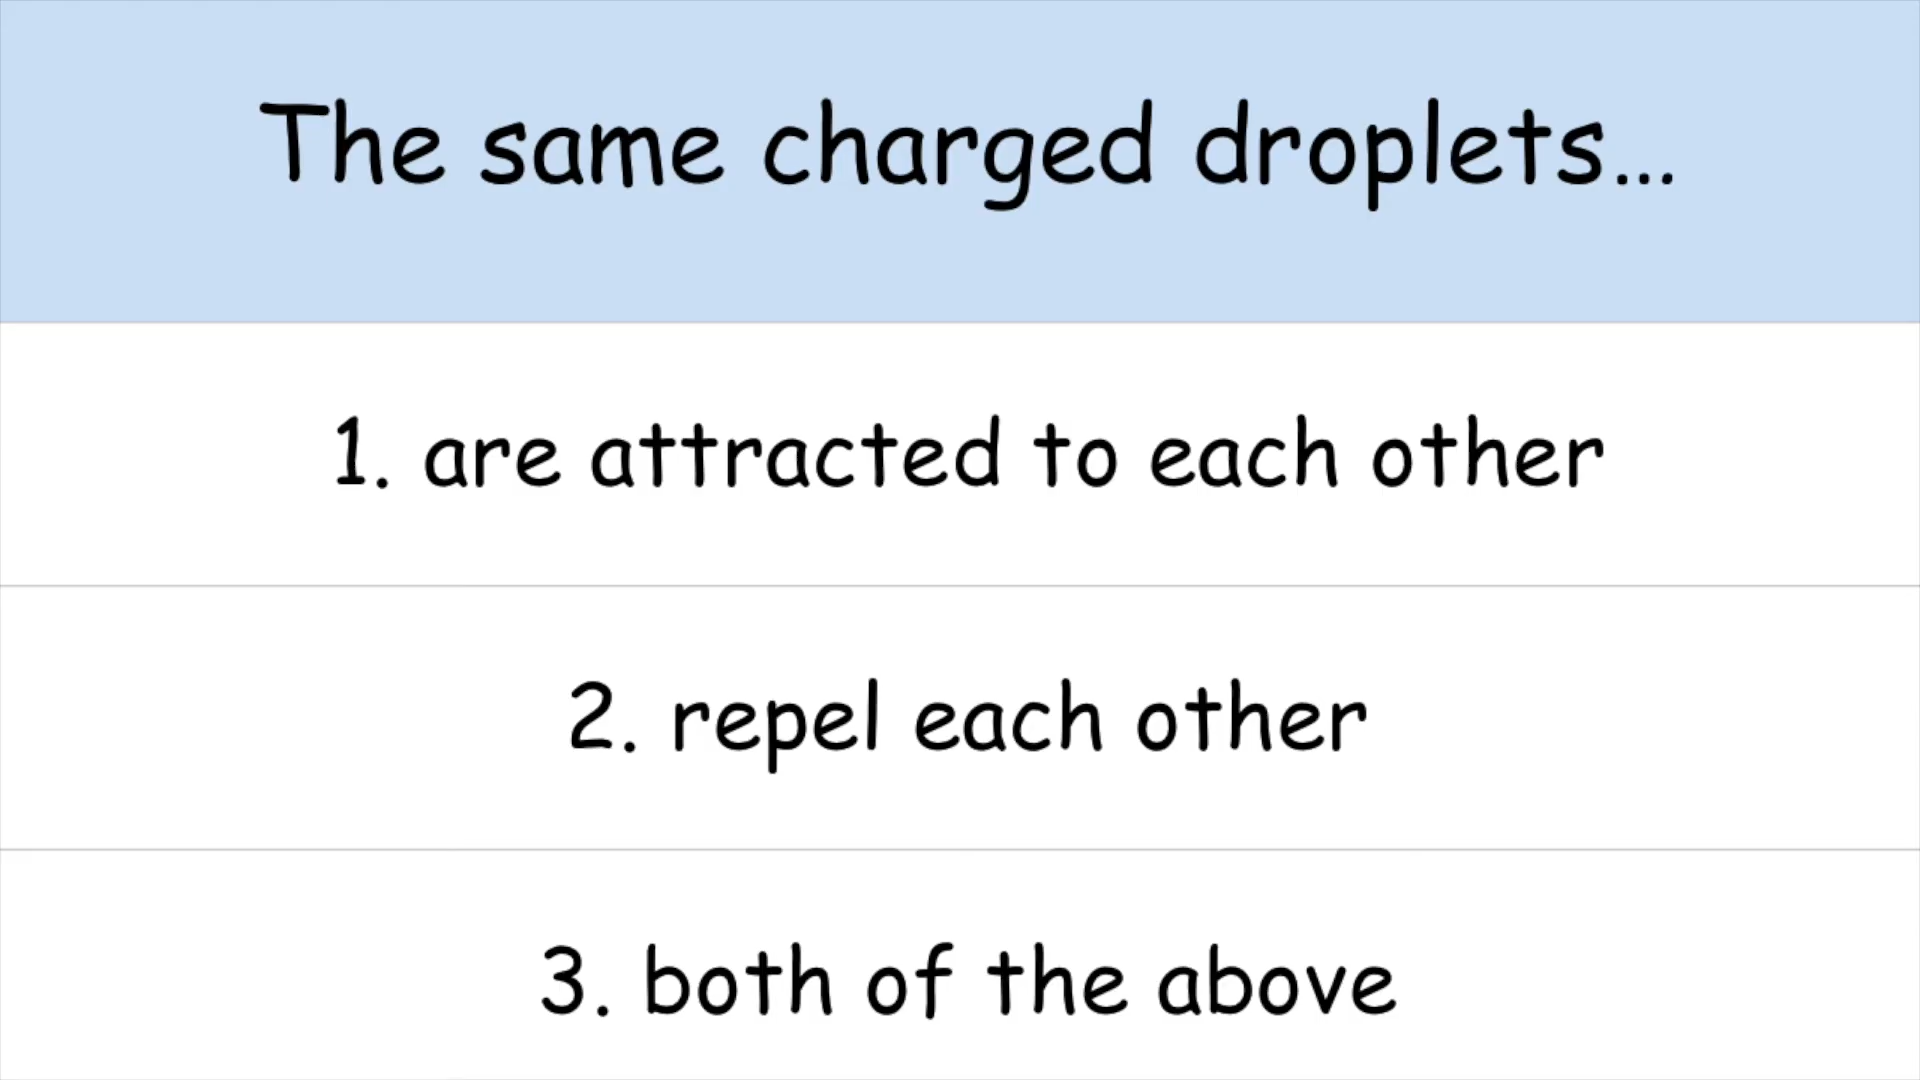 The same charged droplets...
1. are attracted to each other
2. repel each other
3. both of the above